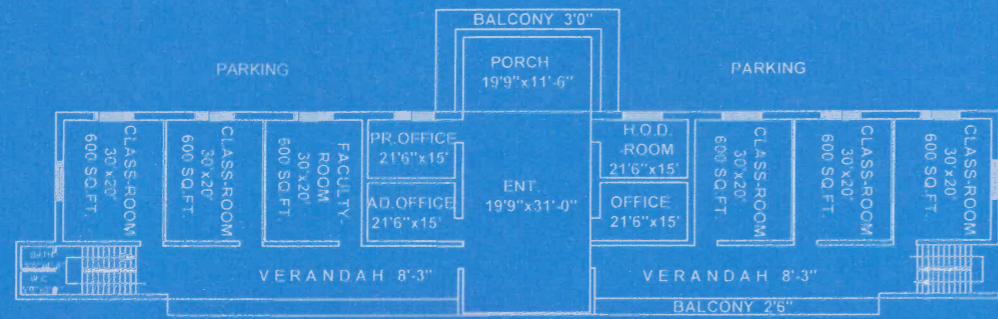 BALCONY 3'0"
PARKING
PORCH
19'9"x11'-6"
PARKING
CLASS-ROOM
30'x20'
600 SQ.FT.
CLASS-ROOM
30'x20'
600 SQ.FT.
FACULTY-
ROOM
30'x20'
600 SQ.FT.
PR.OFFICE
21'6"x15'
AD.OFFICE
21'6"x15'
ENT.
19'9"x31'-0"
H.O.D.
-ROOM
21'6"x15'
OFFICE
21'6"x15'
CLASS-ROOM
30'x20'
600 SQ.FT.
CLASS-ROOM
30'x20'
600 SQ.FT.
CLASS-ROOM
30'x20'
600 SQ.FT.
VERANDAH 8'-3"
VERANDAH 8'-3"
BALCONY 2'6"